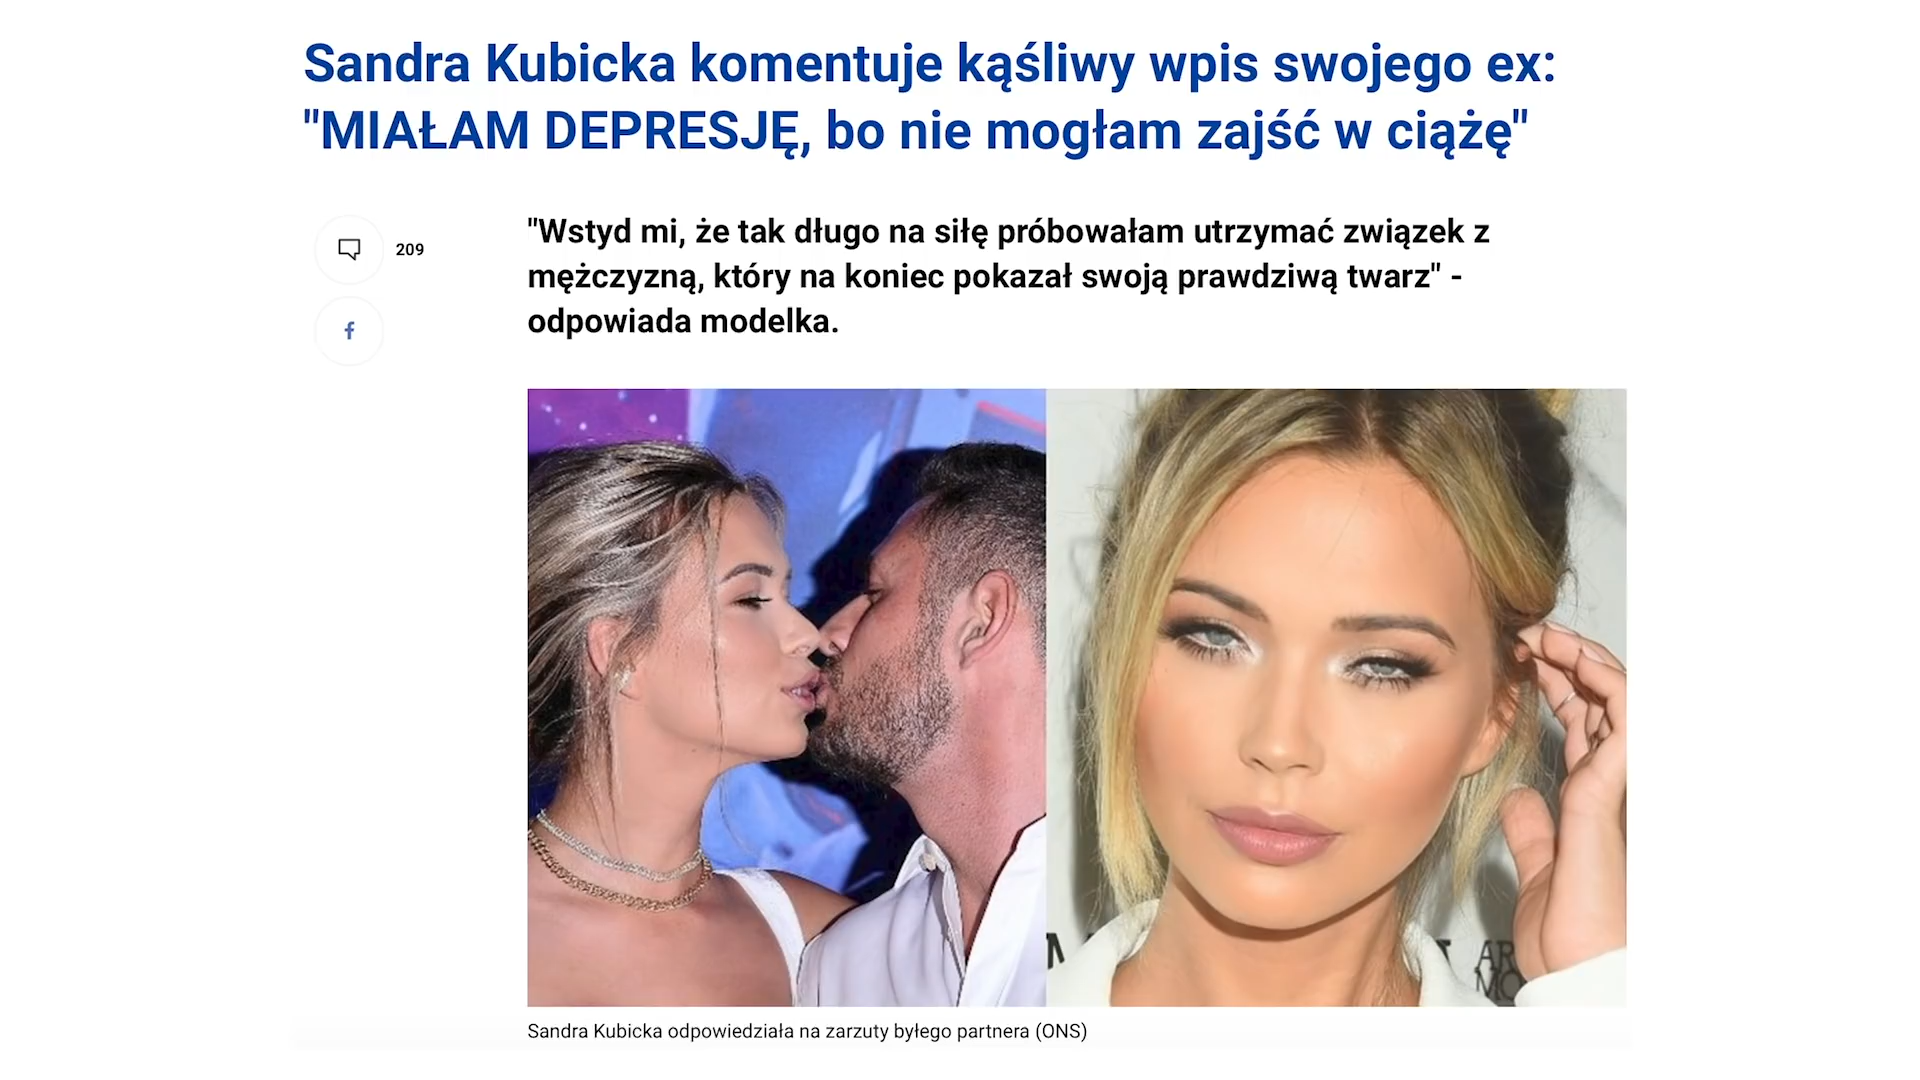 Sandra Kubicka komentuje kąśliwy wpis swojego ex:
"MIAŁAM DEPRESJĘ, bo nie mogłam zajść w ciążę"
209
"Wstyd mi, że tak długo na siłę próbowałam utrzymać związek z
mężczyzną, który na koniec pokazał swoją prawdziwą twarz" -
odpowiada modelka.
Sandra Kubicka odpowiedziała na zarzuty byłego partnera (ONS)